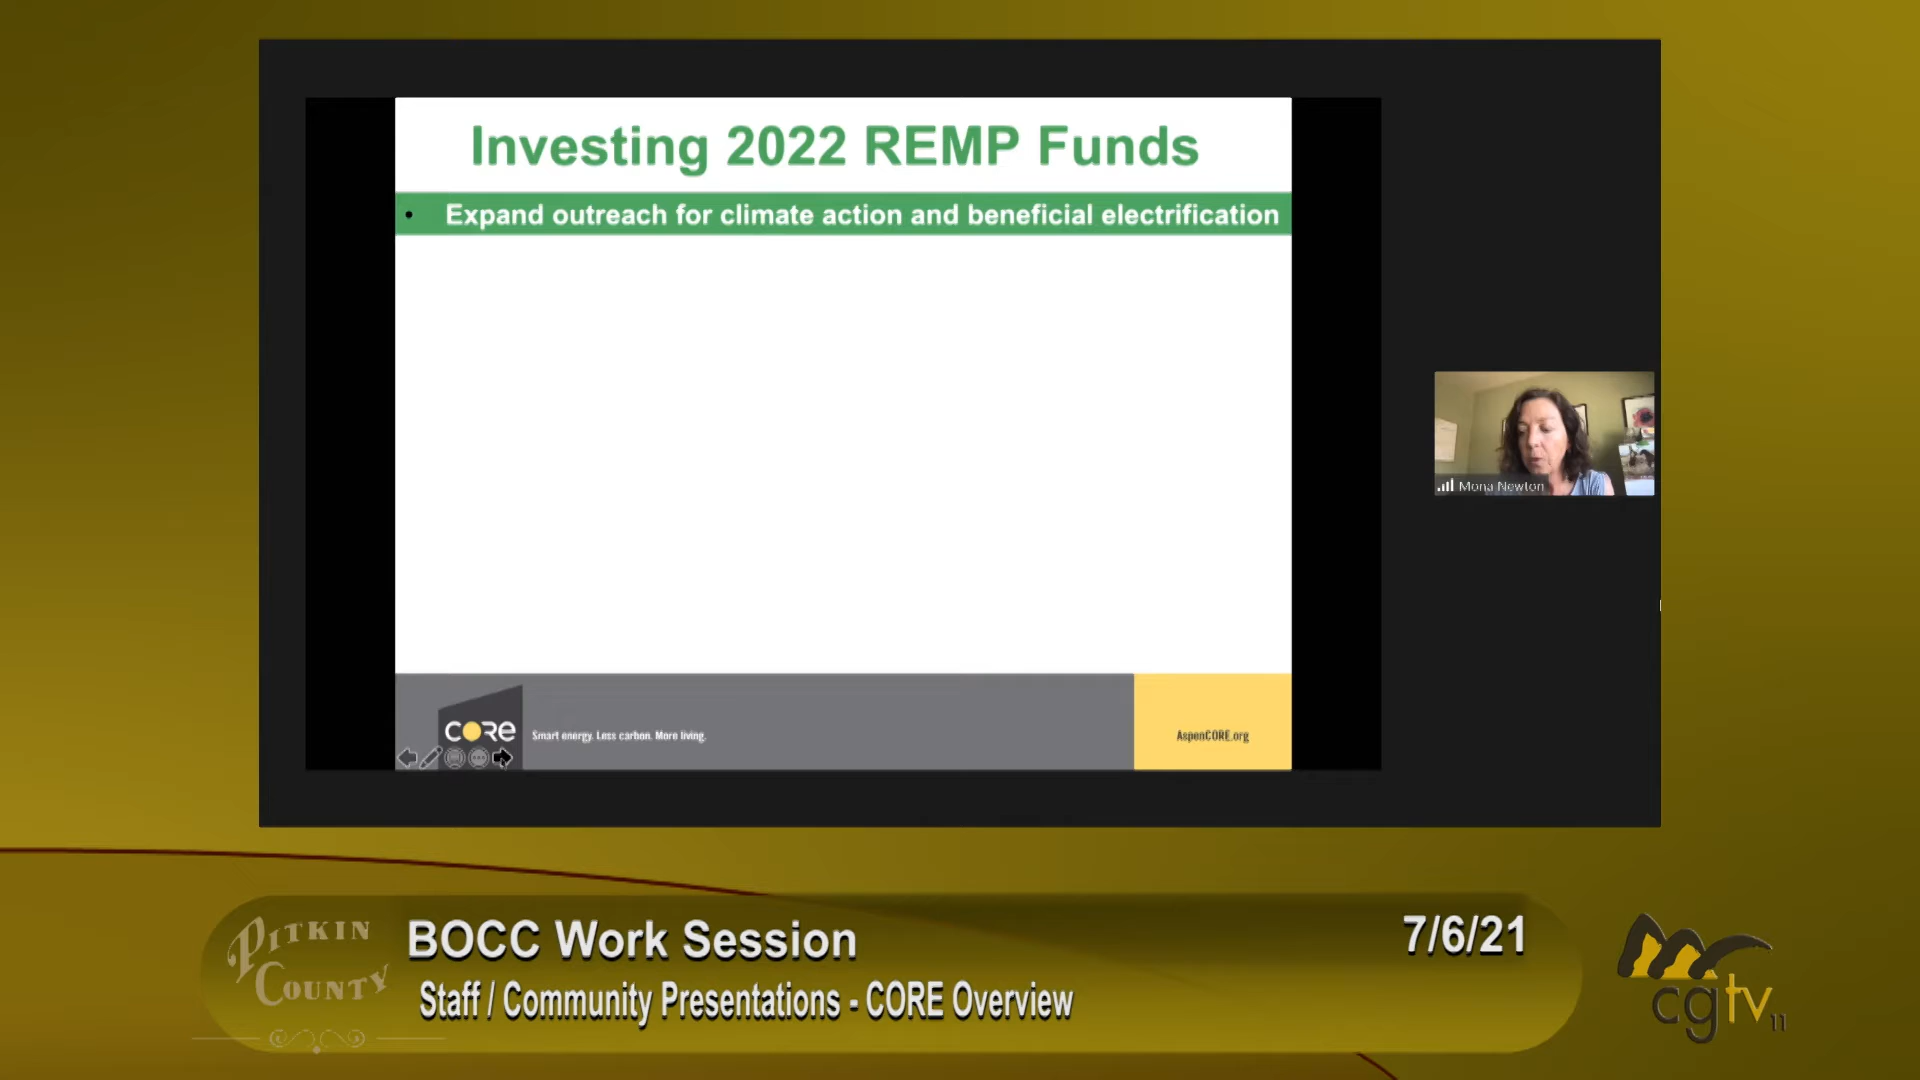 Investing 2022 REMP Funds
• Expand outreach for climate action and beneficial electrification
Mona Newton
CORE
Smart energy. Less carbon. More living.
AspenCORE.org
PITKIN
COUNTY
BOCC Work Session
7/6/21
Staff / Community Presentations - CORE Overview
cgtv 11